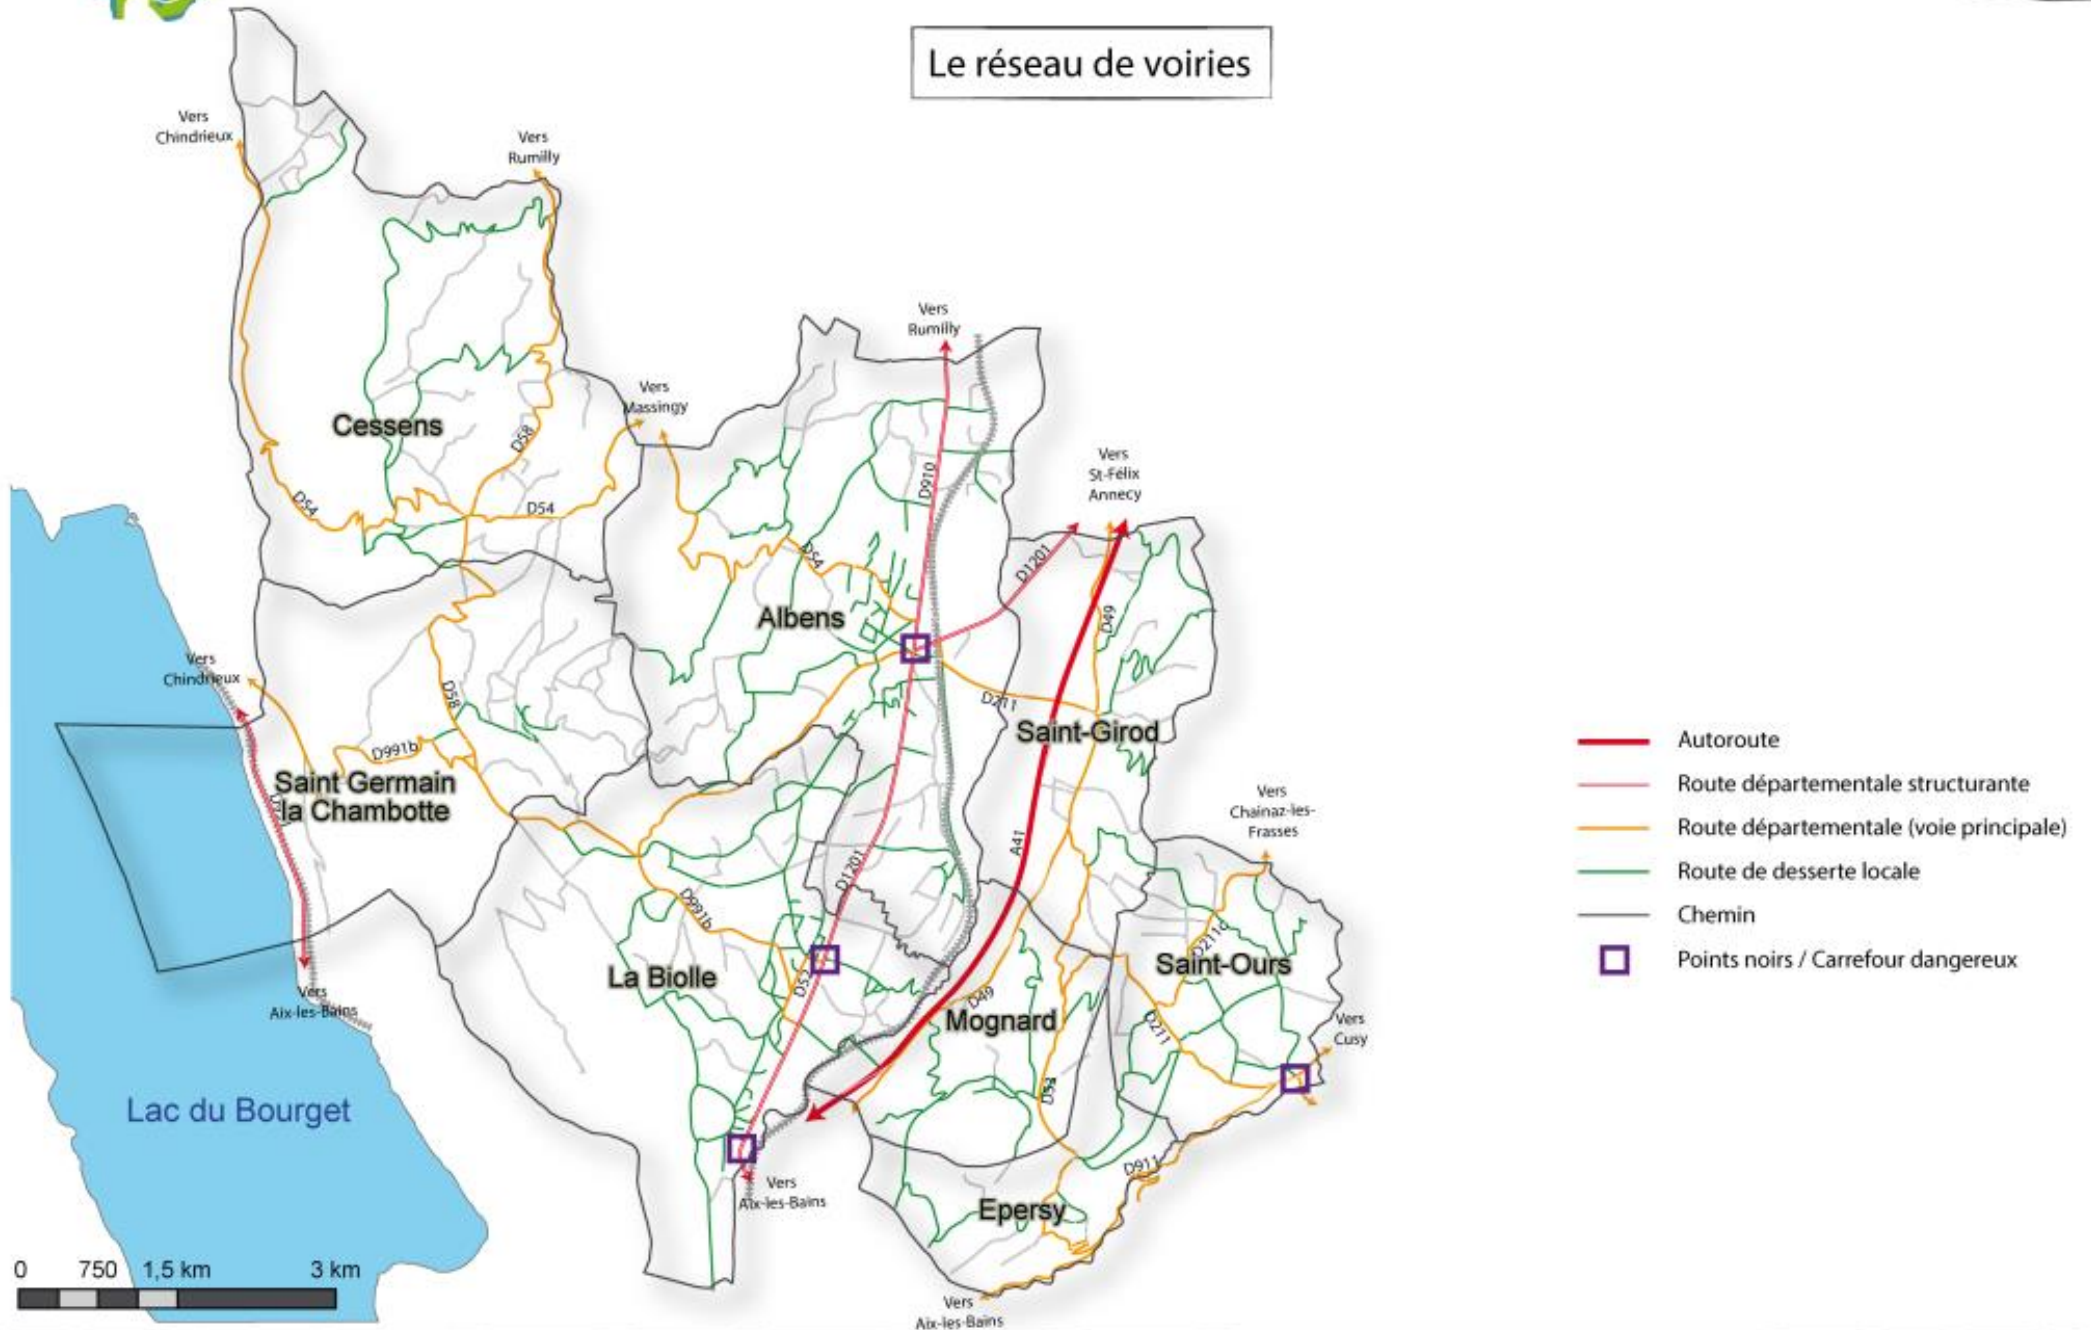 Le réseau de voiries
Vers
Chindrieux
Vers
Rumilly
Vers
Rumilly
Vers
Massingy
Cessens
D58
D54
D54
D910
Vers
St-Félix
Annecy
D1201
D54
Albens
D49
Vers
Chindrieux
D58
D211
Saint-Girod
D991b
Saint Germain
la Chambotte
Autoroute
Route départementale structurante
Route départementale (voie principale)
Route de desserte locale
Chemin
Points noirs / Carrefour dangereux
Vers
Chainaz-les-
Frasses
A41
D1201
D991b
D211c
La Biolle
D52
Saint-Ours
D49
Mognard
D211
Vers
Cusy
Vers
Aix-les-Bains
D52
Lac du Bourget
D911
Vers
Aix-les-Bains
Epersy
0 750 1,5 km 3 km
Vers
Aix-les-Bains